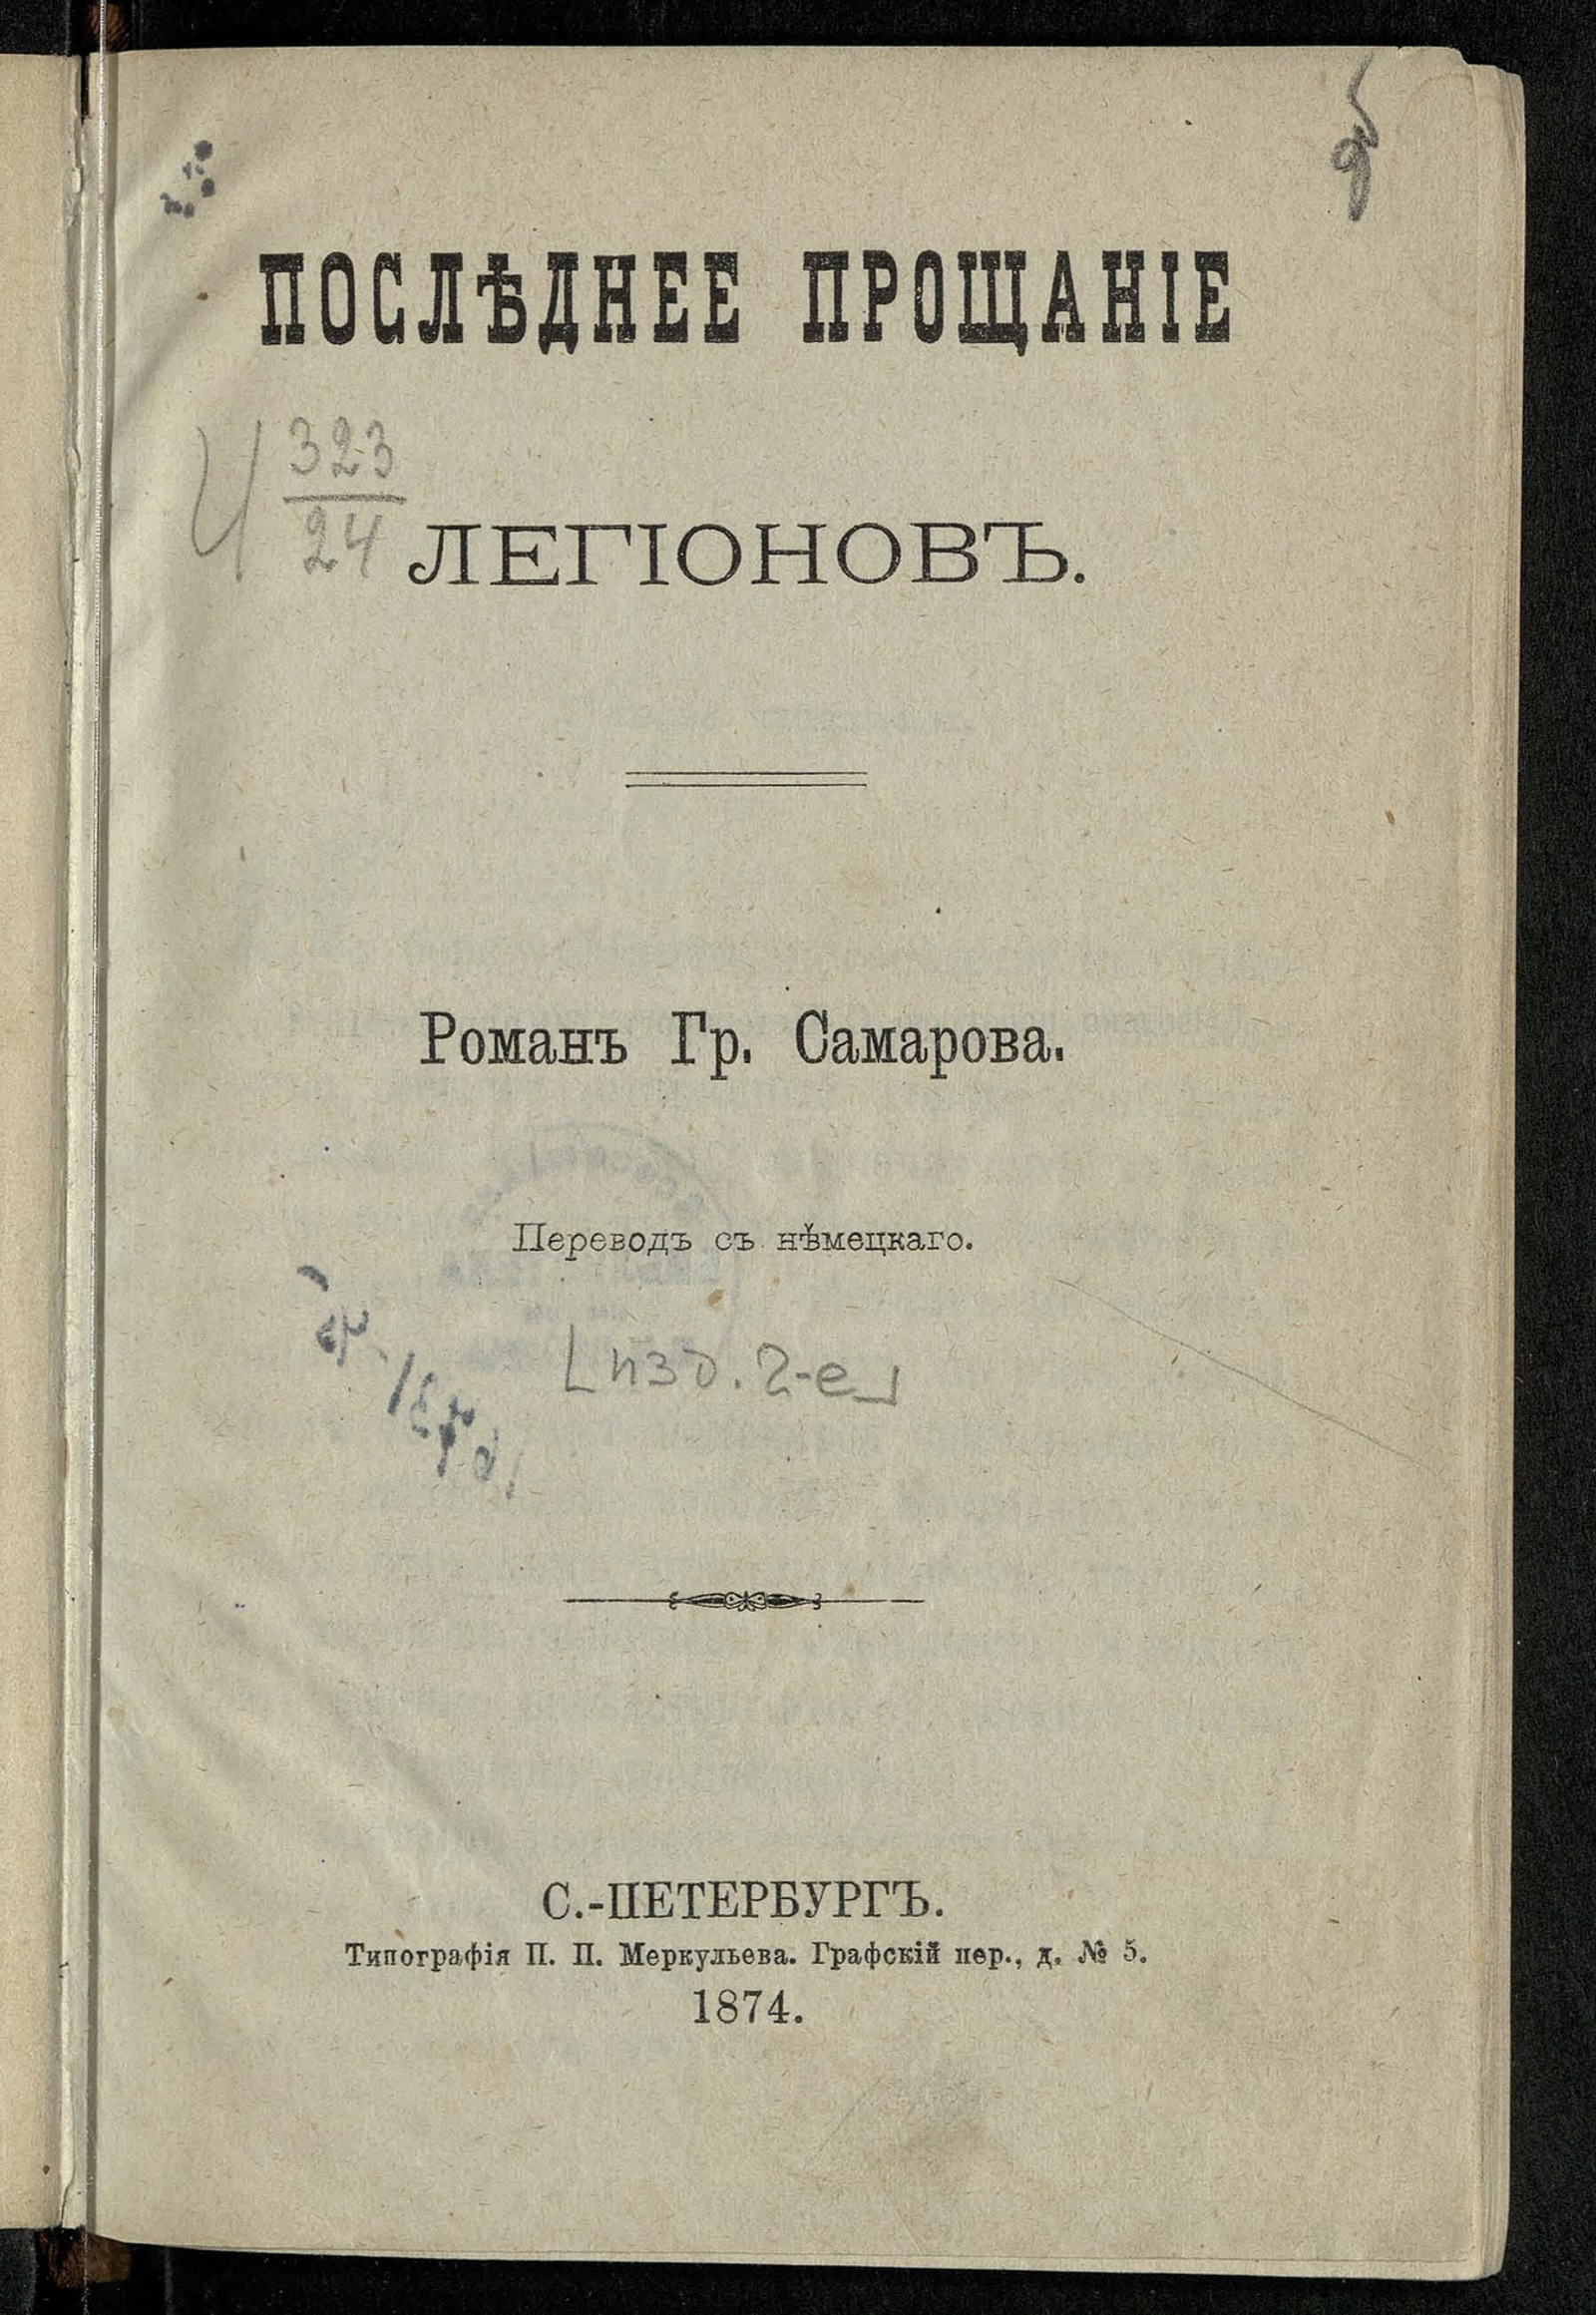 ПОСЛѢДНЕЕ ПРОЩАНІЕ
Ч 323
24
ЛЕГІОНОВЪ.
Романъ Гр. Самарова.
Переводъ съ нѣмецкаго.
[изд. 2-е]
С.-ПЕТЕРБУРГЪ.
Типографія П. П. Меркульева. Графскій пер., д. № 5.
1874.